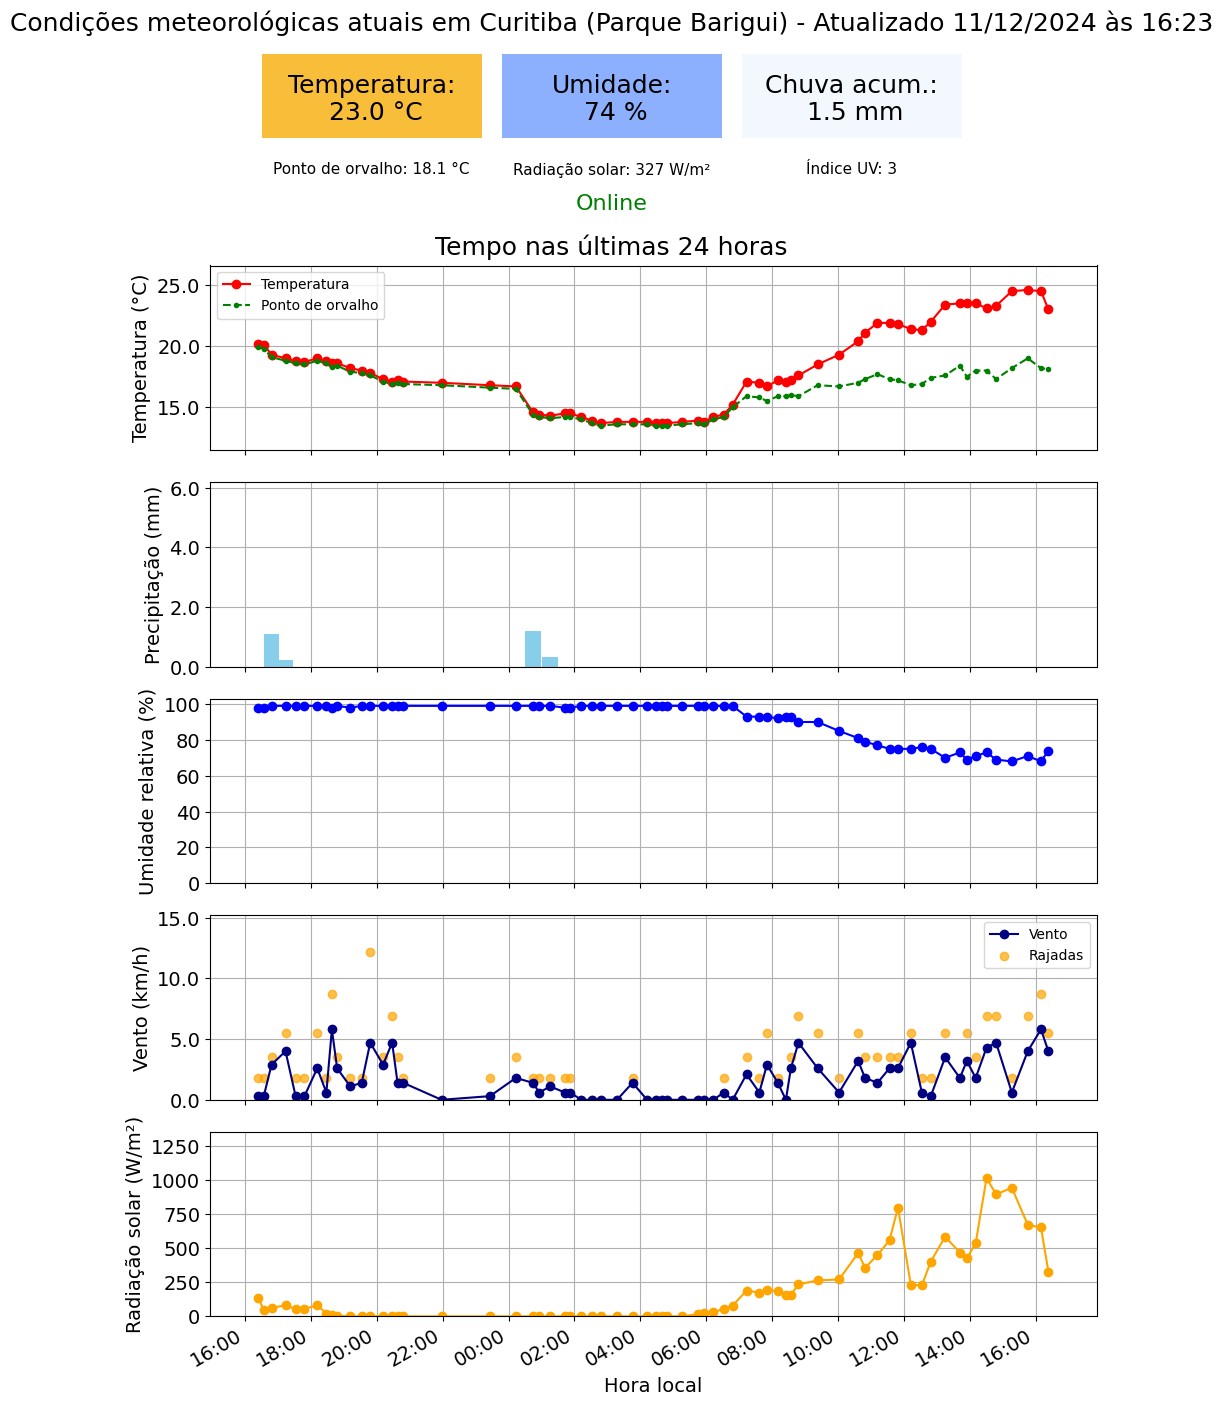 Condições meteorológicas atuais em Curitiba (Parque Barigui) - Atualizado 11/12/2024 às 16:23
Temperatura:
23.0 °C
Umidade:
74 %
Chuva acum.:
1.5 mm
Ponto de orvalho: 18.1 °C
Radiação solar: 327 W/m²
Índice UV: 3
Online
Tempo nas últimas 24 horas
Temperatura (°C)
25.0
20.0
15.0
Temperatura
Ponto de orvalho
Precipitação (mm)
6.0
4.0
2.0
0.0
Umidade relativa (%)
100
80
60
40
20
0
Vento (km/h)
15.0
10.0
5.0
0.0
Vento
Rajadas
Radiação solar (W/m²)
1250
1000
750
500
250
0
16:00
18:00
20:00
22:00
00:00
02:00
04:00
06:00
08:00
10:00
12:00
14:00
16:00
Hora local